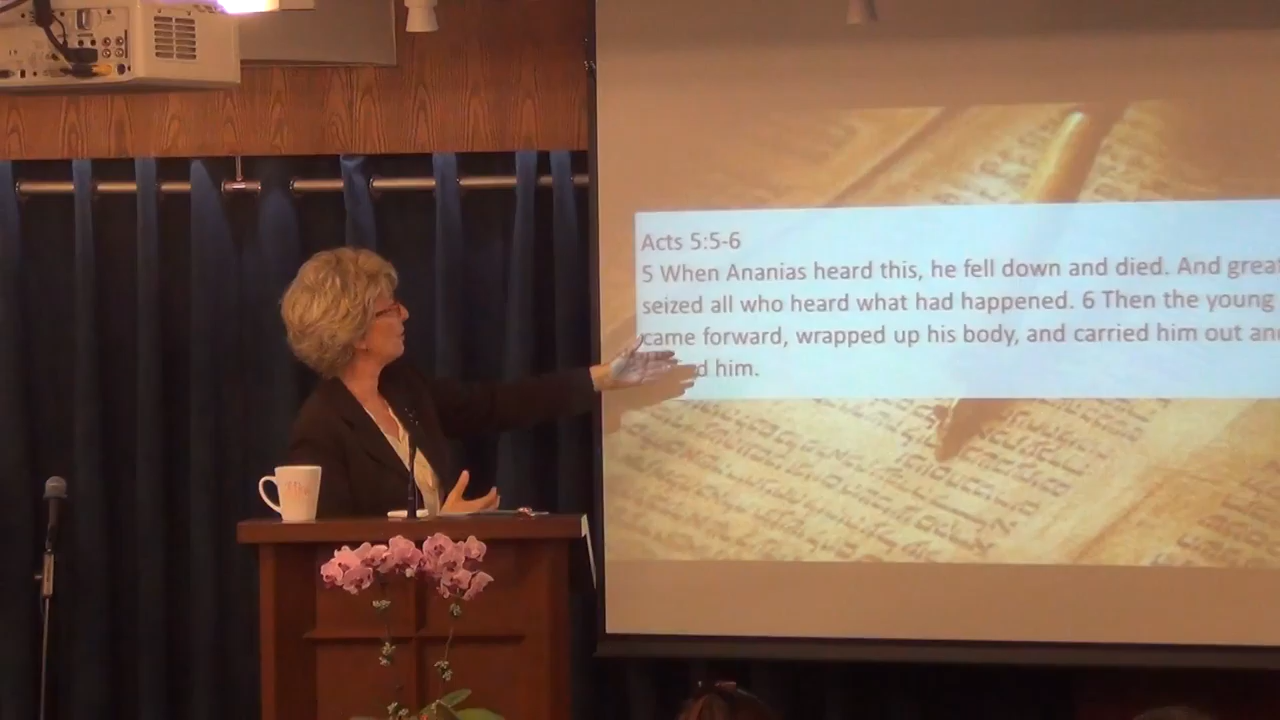 Acts 5:5-6
5 When Ananias heard this, he fell down and died. And great
seized all who heard what had happened. 6 Then the young
came forward, wrapped up his body, and carried him out and
d him.